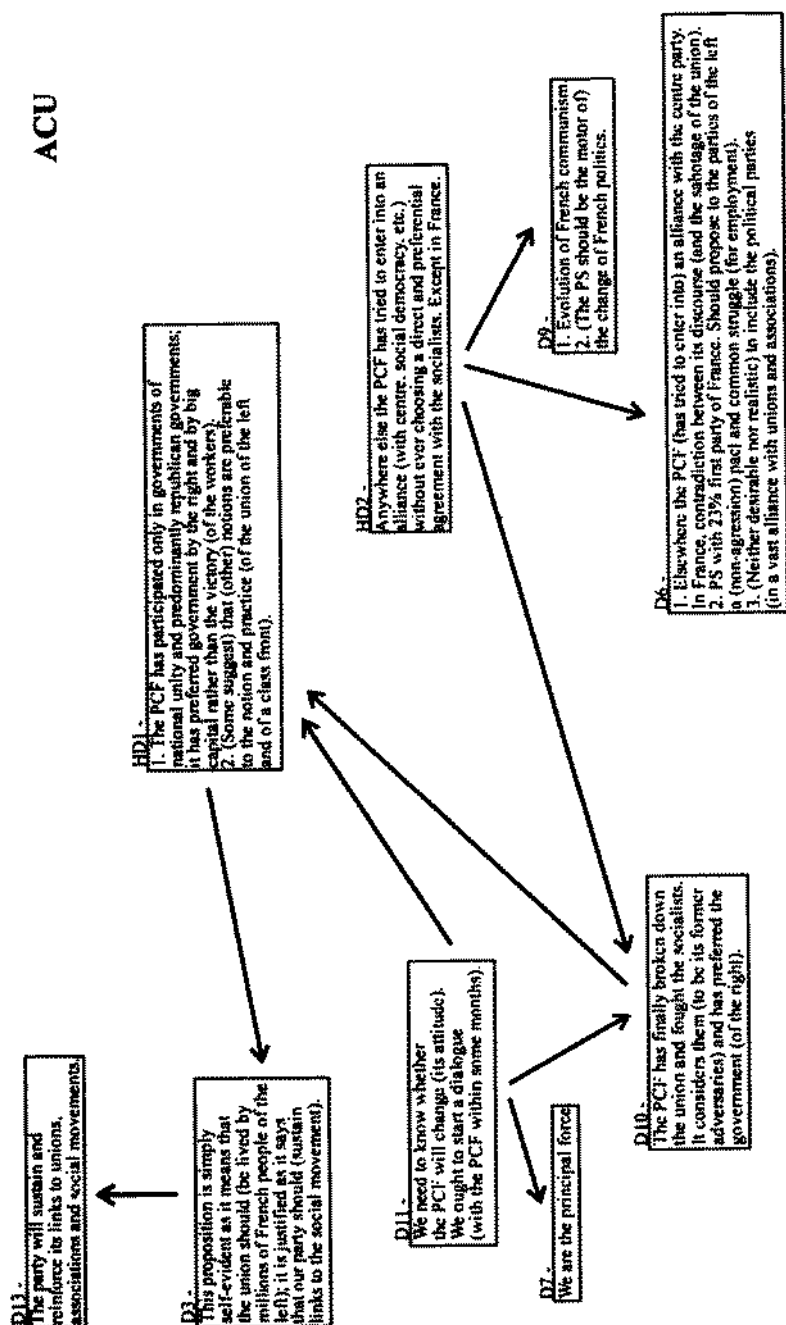 ACU
HD1 -
1. The PCF has participated only in governments of
national unity and predominantly republican governments;
it has preferred government by the right and by big
capital rather than the victory (of the workers).
2. (Some suggest) that (other) notions are preferable
to the notion and practice (of the union of the left
and of a class front).
HD2 -
Anywhere else the PCF has tried to enter into an
alliance (with centre, social democracy, etc.)
without ever choosing a direct and preferential
agreement with the socialists. Except in France.
D9 -
1. Evolution of French communism.
2. (The PS should be the motor of)
the change of French politics.
D6 -
1. Elsewhere the PCF (has tried to enter into) an alliance with the centre party.
In France, contradiction between its discourse (and the sabotage of the union).
2. PS with 23% first party of France. Should propose to the parties of the left
a (non-agression) pact and common struggle (for employment).
3. (Neither desirable nor realistic) to include the political parties
(in a vast alliance with unions and associations).
D13 -
The party will sustain and
reinforce its links to unions,
associations and social movements.
D3 -
This proposition is simply
self-evident as it means that
the union should (be lived by
millions of French people of the
left); it is justified as it says
that our party should (sustain
links to the social movement).
D11 -
We need to know whether
the PCF will change (its attitude).
We ought to start a dialogue
(with the PCF within some months).
D7 -
We are the principal force
D10 -
The PCF has finally broken down
the union and fought the socialists.
It considers them (to be its former
adversaries) and has preferred the
government (of the right).